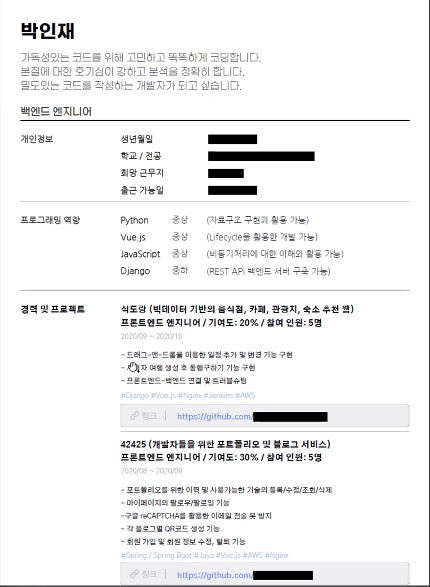 박인재
가독성있는 코드를 위해 고민하고 똑똑하게 코딩합니다.
본질에 대한 호기심이 강하고 분석을 정확히 합니다.
밀도있는 코드를 작성하는 개발자가 되고 싶습니다.
백엔드 엔지니어
개인정보 생년월일
학교 / 전공
희망 근무지
출근 가능일
프로그래밍 역량 Python 중상 (자료구조 구현과 활용 가능)
Vue.js 중상 (Lifecycle을 활용한 개발 가능)
JavaScript 중상 (비동기처리에 대한 이해와 활용 가능)
Django 중하 (REST API 백엔드 서버 구축 가능)
경력 및 프로젝트 식도랑 (빅데이터 기반의 음식점, 카페, 관광지, 숙소 추천 웹)
프론트엔드 엔지니어 / 기여도: 20% / 참여 인원: 5명
2020/09 ~ 2020/10
- 드래그-앤-드롭을 이용한 일정 추가 및 변경 기능 구현
자 여행 생성 후 동행구하기 기능 구현
- 프론트엔드-백엔드 연결 및 트러블슈팅
#Django #Vue.js #Nginx #Jenkins #AWS
링크 | https://github.com/
42425 (개발자들을 위한 포트폴리오 및 블로그 서비스)
프론트엔드 엔지니어 / 기여도: 30% / 참여 인원: 5명
2020/08 ~ 2020/09
- 포트폴리오를 위한 이력 및 사용가능한 기술의 등록/수정/조회/삭제
- 마이페이지의 팔로우/팔로잉 기능
-구글 reCAPTCHA를 활용한 이메일 전송 봇 방지
- 각 블로그별 QR코드 생성 기능
- 회원 가입 및 회원 정보 수정, 탈퇴 기능
#Spring / Spring Boot #Java #Vue.js #AWS #Nginx
링크 | https://github.com/